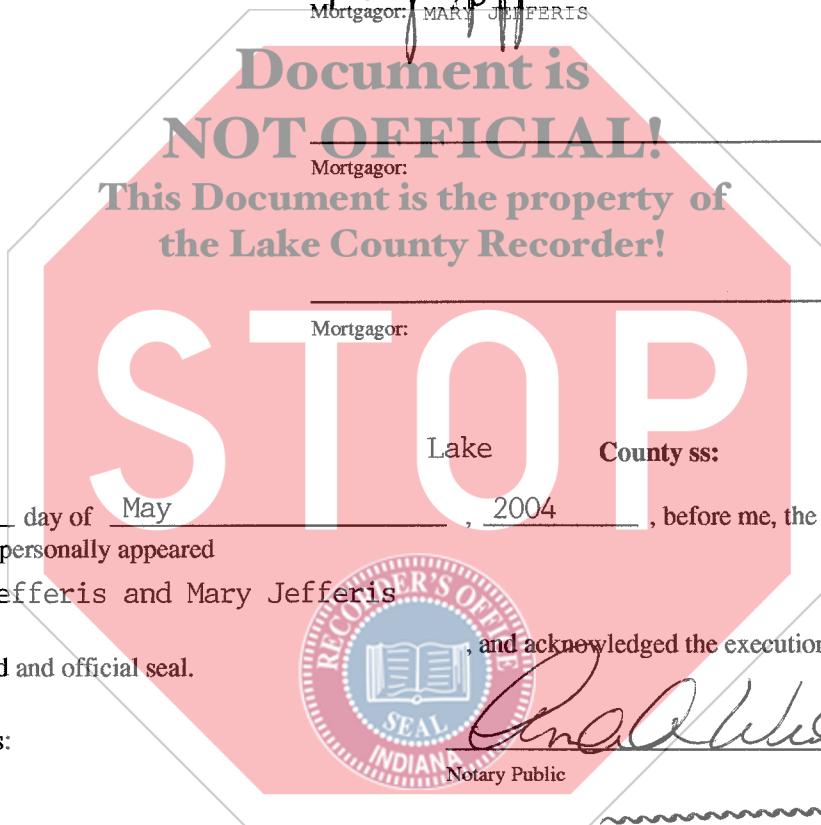 Mortgagor: MARY JEFFERIS
Document is
NOT OFFICIAL!
Mortgagor:
This Document is the property of
the Lake County Recorder!
Mortgagor:
STOP
Lake County ss:
day of May , 2004 , before me, the
personally appeared
efferis and Mary Jefferis
, and acknowledged the execution
d and official seal.
s:
Notary Public
RECORDER'S OFFICE
SEAL
INDIANA